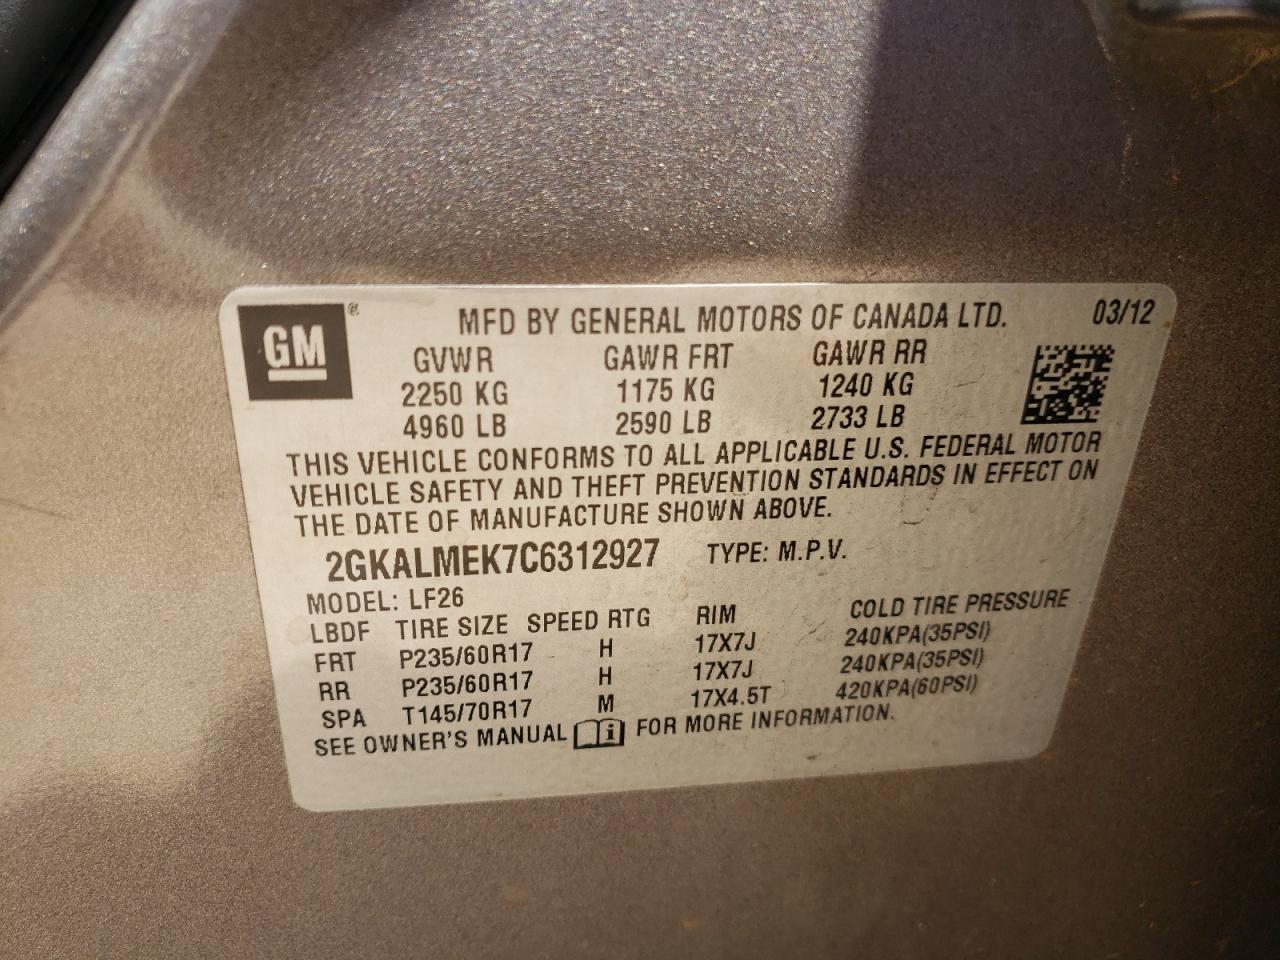 GM®
MFD BY GENERAL MOTORS OF CANADA LTD. 03/12
GVWR GAWR FRT GAWR RR
2250 KG 1175 KG 1240 KG
4960 LB 2590 LB 2733 LB
THIS VEHICLE CONFORMS TO ALL APPLICABLE U.S. FEDERAL MOTOR
VEHICLE SAFETY AND THEFT PREVENTION STANDARDS IN EFFECT ON
THE DATE OF MANUFACTURE SHOWN ABOVE.
2GKALMEK7C6312927 TYPE: M.P.V.
MODEL: LF26
LBDF TIRE SIZE SPEED RTG RIM COLD TIRE PRESSURE
FRT P235/60R17 H 17X7J 240KPA(35PSI)
RR P235/60R17 H 17X7J 240KPA(35PSI)
SPA T145/70R17 M 17X4.5T 420KPA(60PSI)
SEE OWNER'S MANUAL i FOR MORE INFORMATION.